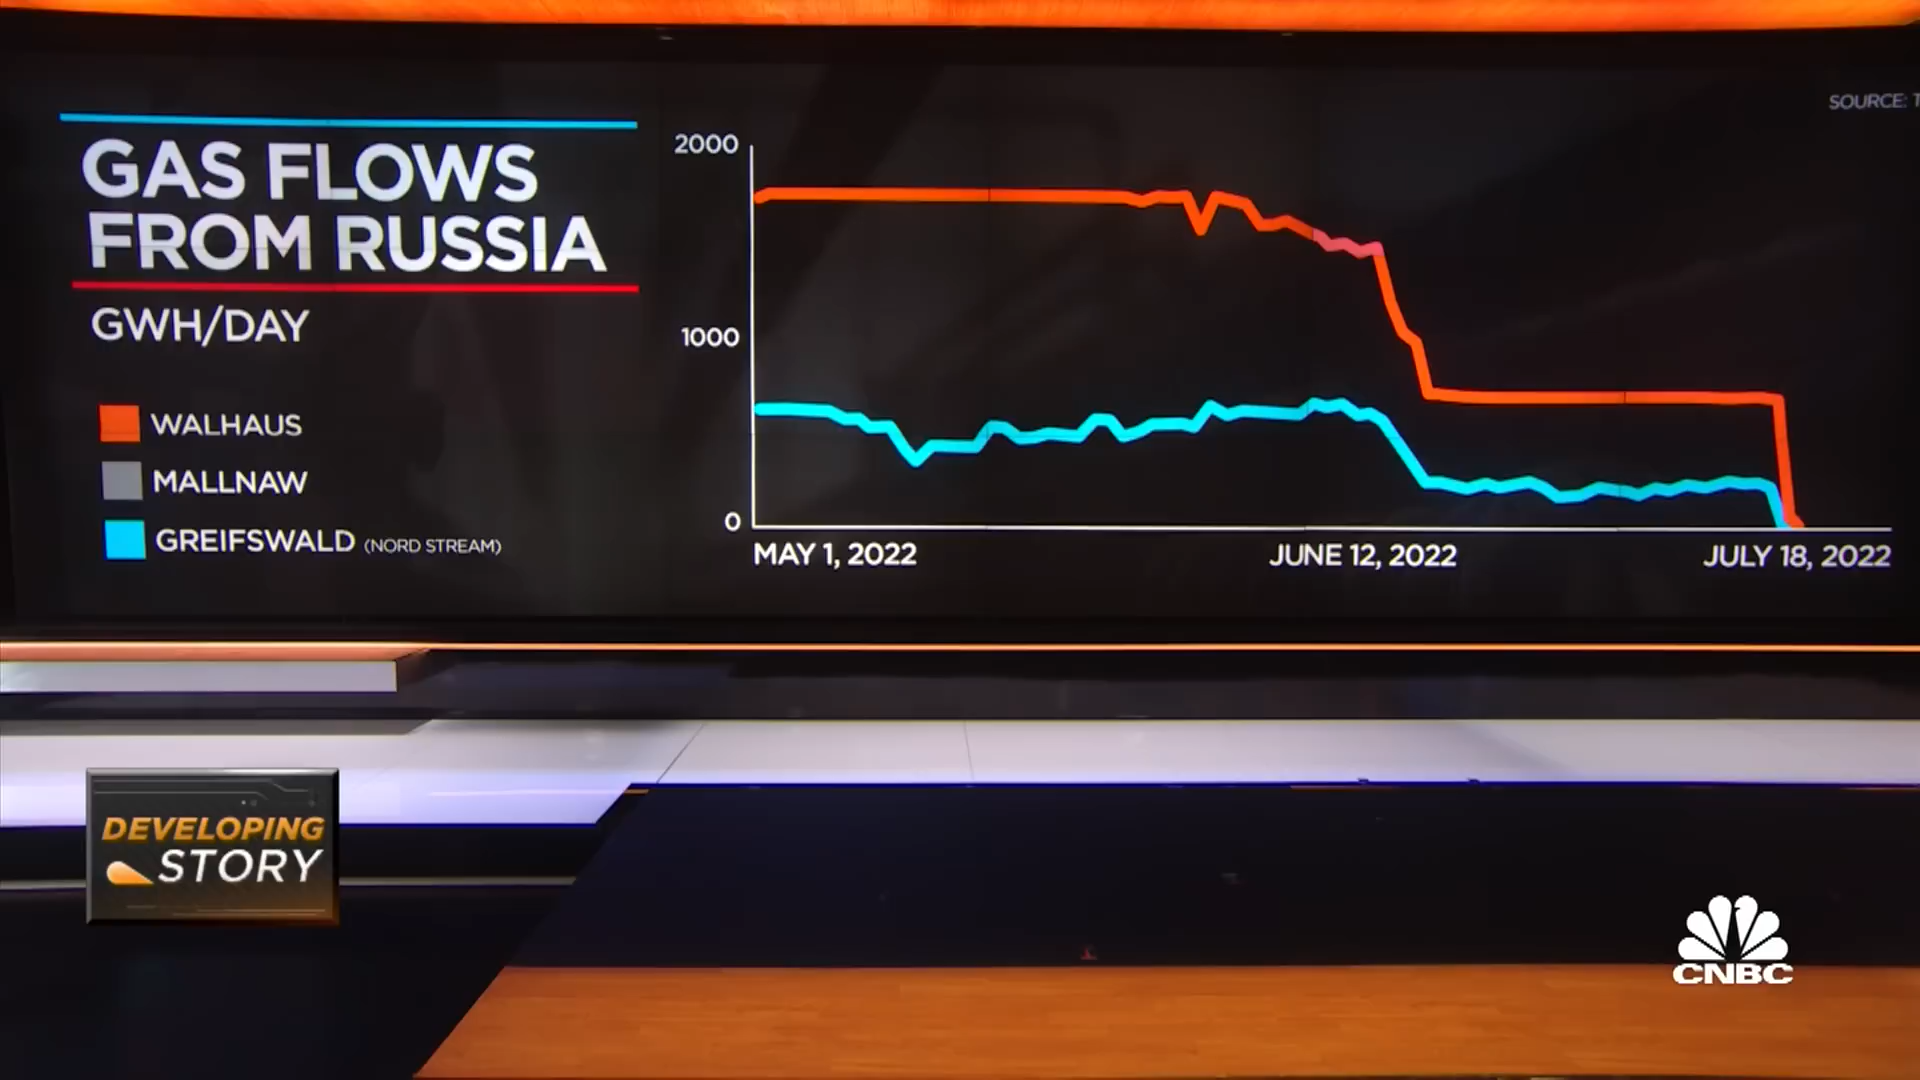 GAS FLOWS
FROM RUSSIA
GWH/DAY
WALHAUS
MALLNAW
GREIFSWALD (NORD STREAM)
SOURCE: T
2000
1000
0
MAY 1, 2022
JUNE 12, 2022
JULY 18, 2022
DEVELOPING
STORY
CNBC